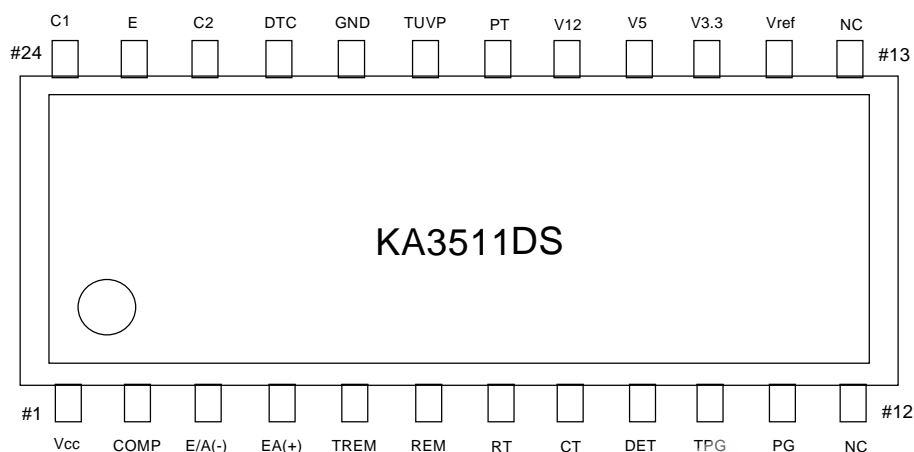 C1 E C2 DTC GND TUVP PT V12 V5 V3.3 Vref NC
#24 #13
KA3511DS
#1 #12
Vcc COMP E/A(-) EA(+) TREM REM RT CT DET TPG PG NC